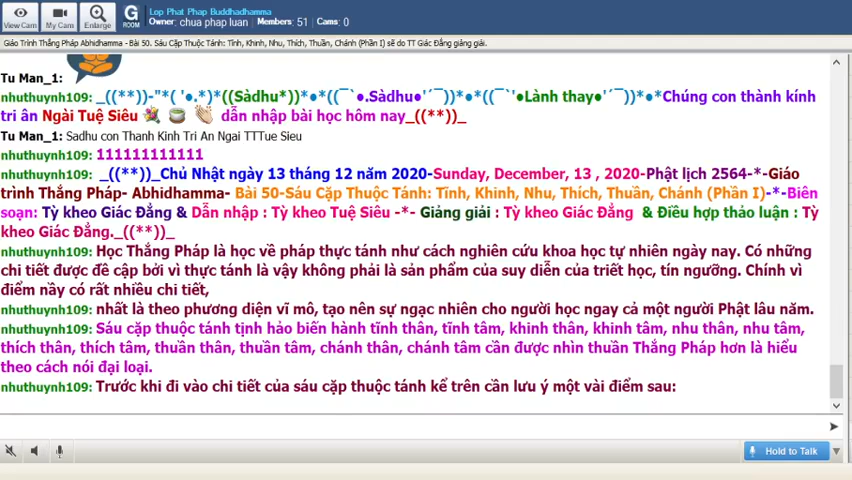 View Cam
My Cam
Enlarge
G
ROOM
Lop Phat Phap Buddhadhamma
Owner: chua phap luan / Members: 51 / Cams: 0
Giáo Trình Thắng Pháp Abhidhamma - Bài 50. Sáu Cặp Thuộc Tánh: Tĩnh, Khinh, Nhu, Thích, Thuần, Chánh (Phần I) sẽ do TT Giác Đẳng giảng giải.
Tu Man_1:
nhuthuynh109: _((**))-"*( '●.*)*((Sàdhu*))*●*((¯`●.Sàdhu●'´¯))*●*((¯`'●Lành thay●'´¯))*●*Chúng con thành kính
tri ân Ngài Tuệ Siêu 💐 🍵 👏 dẫn nhập bài học hôm nay_((**))_
Tu Man_1: Sadhu con Thanh Kinh Tri An Ngai TTTue Sieu
nhuthuynh109: 111111111111
nhuthuynh109: _((**))_Chủ Nhật ngày 13 tháng 12 năm 2020-Sunday, December, 13 , 2020-Phật lịch 2564-*-Giáo
trình Thắng Pháp- Abhidhamma- Bài 50-Sáu Cặp Thuộc Tánh: Tĩnh, Khinh, Nhu, Thích, Thuần, Chánh (Phần I)-*-Biên
soạn: Tỳ kheo Giác Đẳng & Dẫn nhập : Tỳ kheo Tuệ Siêu -*- Giảng giải : Tỳ kheo Giác Đẳng & Điều hợp thảo luận : Tỳ
kheo Giác Đẳng._((**))_
nhuthuynh109: Học Thắng Pháp là học về pháp thực tánh như cách nghiên cứu khoa học tự nhiên ngày nay. Có những
chi tiết được đề cập bởi vì thực tánh là vậy không phải là sản phẩm của suy diễn của triết học, tín ngưỡng. Chính vì
điểm nầy có rất nhiều chi tiết,
nhuthuynh109: nhất là theo phương diện vĩ mô, tạo nên sự ngạc nhiên cho người học ngay cả một người Phật lâu năm.
nhuthuynh109: Sáu cặp thuộc tánh tịnh hảo biến hành tĩnh thân, tĩnh tâm, khinh thân, khinh tâm, nhu thân, nhu tâm,
thích thân, thích tâm, thuần thân, thuần tâm, chánh thân, chánh tâm cần được nhìn thuần Thắng Pháp hơn là hiểu
theo cách nói đại loại.
nhuthuynh109: Trước khi đi vào chi tiết của sáu cặp thuộc tánh kể trên cần lưu ý một vài điểm sau:
Hold to Talk